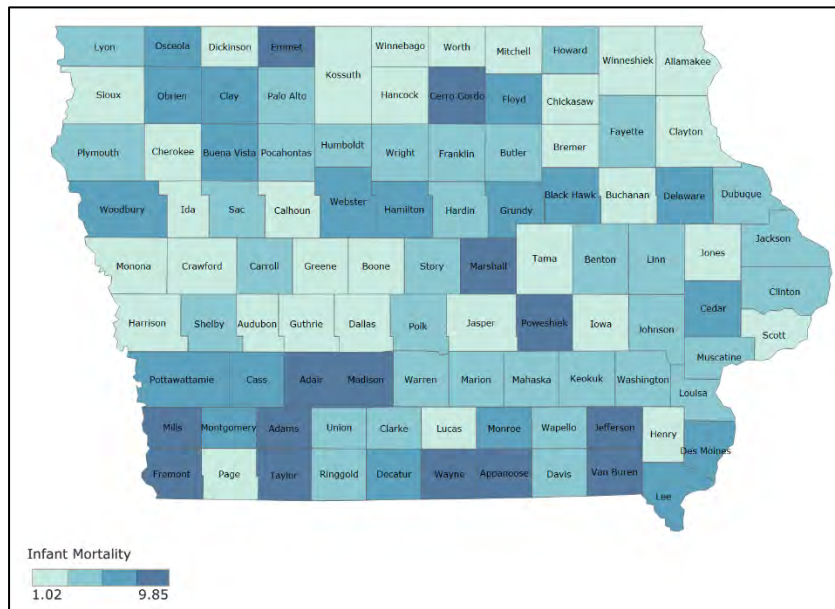 Lyon Osceola Dickinson Emmet Winnebago Worth Mitchell Howard Winneshiek Allamakee
Kossuth
Sioux Obrien Clay Palo Alto Hancock Cerro Gordo Floyd Chickasaw
Fayette Clayton
Plymouth Cherokee Buena Vista Pocahontas Humboldt Wright Franklin Butler Bremer
Woodbury Ida Sac Calhoun Webster Hamilton Hardin Grundy Black Hawk Buchanan Delaware Dubuque
Jackson
Monona Crawford Carroll Greene Boone Story Marshall Tama Benton Linn Jones
Clinton
Harrison Shelby Audubon Guthrie Dallas Polk Jasper Poweshiek Iowa Johnson Cedar Scott
Muscatine
Pottawattamie Cass Adair Madison Warren Marion Mahaska Keokuk Washington
Louisa
Mills Montgomery Adams Union Clarke Lucas Monroe Wapello Jefferson Henry Des Moines
Fremont Page Taylor Ringgold Decatur Wayne Appanoose Davis Van Buren
Lee
Infant Mortality
1.02 9.85